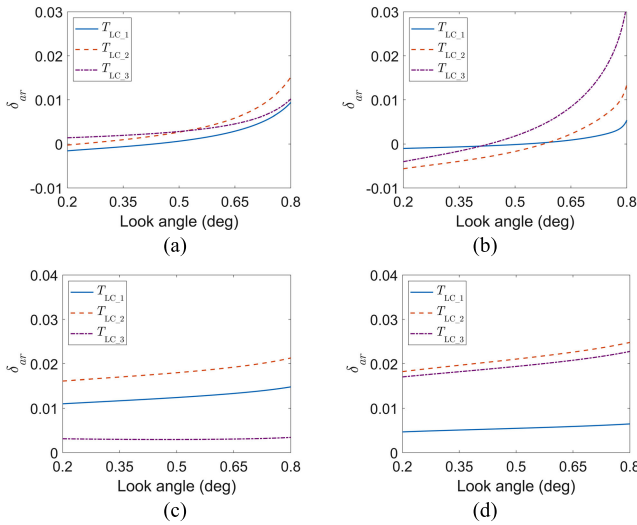 0.03
0.02
0.01
0
-0.01
δ_ar
T_LC_1
T_LC_2
T_LC_3
0.2 0.35 0.5 0.65 0.8
Look angle (deg)
(a)
0.03
0.02
0.01
0
-0.01
δ_ar
T_LC_1
T_LC_2
T_LC_3
0.2 0.35 0.5 0.65 0.8
Look angle (deg)
(b)
0.04
0.03
0.02
0.01
0
δ_ar
T_LC_1
T_LC_2
T_LC_3
0.2 0.35 0.5 0.65 0.8
Look angle (deg)
(c)
0.04
0.03
0.02
0.01
0
δ_ar
T_LC_1
T_LC_2
T_LC_3
0.2 0.35 0.5 0.65 0.8
Look angle (deg)
(d)